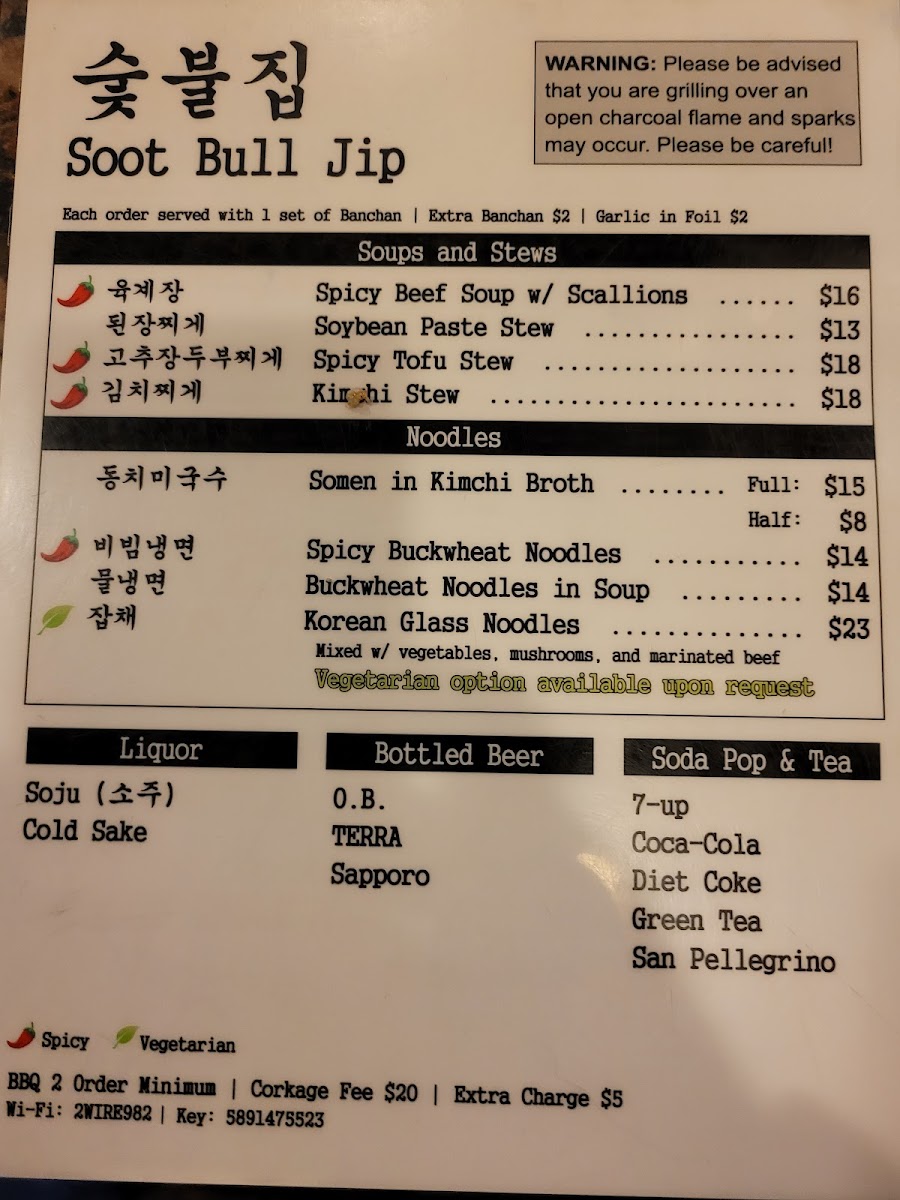 숯불집
Soot Bull Jip
WARNING: Please be advised
that you are grilling over an
open charcoal flame and sparks
may occur. Please be careful!
Each order served with 1 set of Banchan | Extra Banchan $2 | Garlic in Foil $2
Soups and Stews
육계장 Spicy Beef Soup w/ Scallions ...... $16
된장찌게 Soybean Paste Stew ................ $13
고추장두부찌게 Spicy Tofu Stew ................... $18
김치찌게 Kimchi Stew ....................... $18
Noodles
동치미국수 Somen in Kimchi Broth ........ Full: $15
Half: $8
비빔냉면 Spicy Buckwheat Noodles ........... $14
물냉면 Buckwheat Noodles in Soup ......... $14
잡채 Korean Glass Noodles .............. $23
Mixed w/ vegetables, mushrooms, and marinated beef
Vegetarian option available upon request
Liquor
Soju (소주)
Cold Sake
Bottled Beer
O.B.
TERRA
Sapporo
Soda Pop & Tea
7-up
Coca-Cola
Diet Coke
Green Tea
San Pellegrino
Spicy Vegetarian
BBQ 2 Order Minimum | Corkage Fee $20 | Extra Charge $5
Wi-Fi: 2WIRE982 | Key: 5891475523